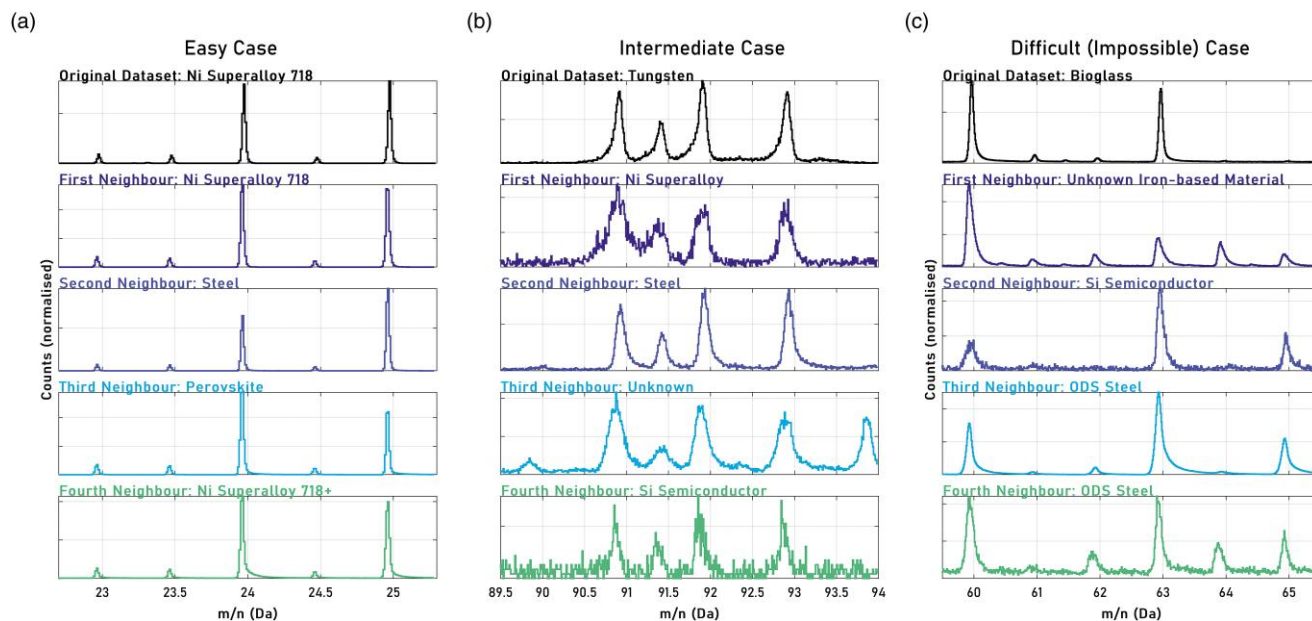 (a)
Easy Case
Original Dataset: Ni Superalloy 718
First Neighbour: Ni Superalloy 718
Second Neighbour: Steel
Third Neighbour: Perovskite
Fourth Neighbour: Ni Superalloy 718+
Counts (normalised)
23 23.5 24 24.5 25
m/n (Da)
(b)
Intermediate Case
Original Dataset: Tungsten
First Neighbour: Ni Superalloy
Second Neighbour: Steel
Third Neighbour: Unknown
Fourth Neighbour: Si Semiconductor
89.5 90 90.5 91 91.5 92 92.5 93 93.5 94
m/n (Da)
(c)
Difficult (Impossible) Case
Original Dataset: Bioglass
First Neighbour: Unknown Iron-based Material
Second Neighbour: Si Semiconductor
Third Neighbour: ODS Steel
Fourth Neighbour: ODS Steel
Counts (normalised)
60 61 62 63 64 65
m/n (Da)